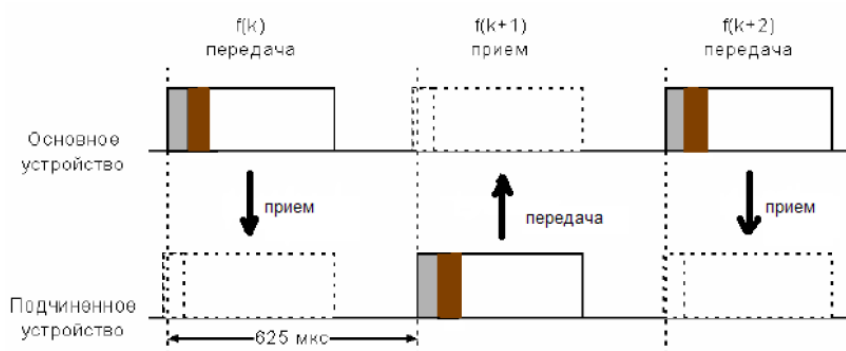 f(k)
передача
f(k+1)
прием
f(k+2)
передача
Основное
устройство
прием
передача
прием
Подчиненное
устройство
625 мкс